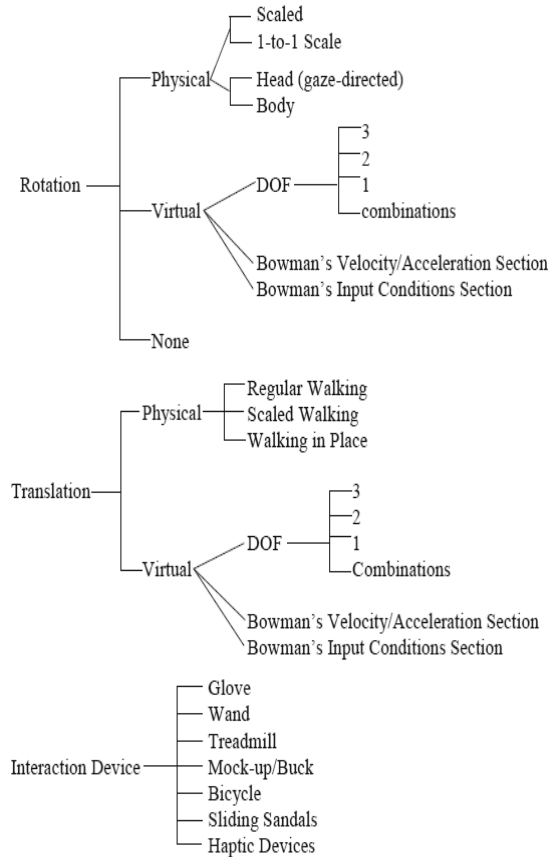 Scaled
1-to-1 Scale
Physical
Head (gaze-directed)
Body
3
2
Rotation
DOF
1
Virtual
combinations
Bowman's Velocity/Acceleration Section
Bowman's Input Conditions Section
None
Regular Walking
Physical
Scaled Walking
Walking in Place
Translation
3
2
DOF
1
Virtual
Combinations
Bowman's Velocity/Acceleration Section
Bowman's Input Conditions Section
Glove
Wand
Treadmill
Interaction Device
Mock-up/Buck
Bicycle
Sliding Sandals
Haptic Devices